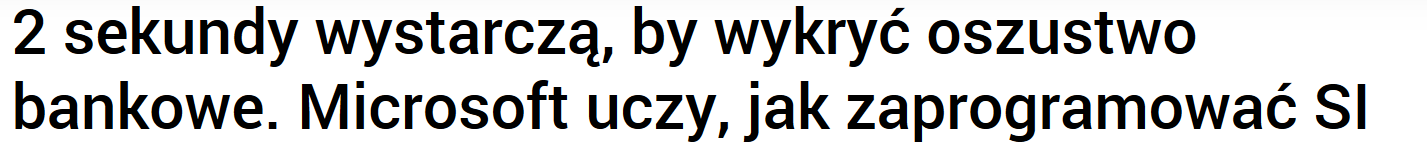 2 sekundy wystarczą, by wykryć oszustwo
bankowe. Microsoft uczy, jak zaprogramować SI